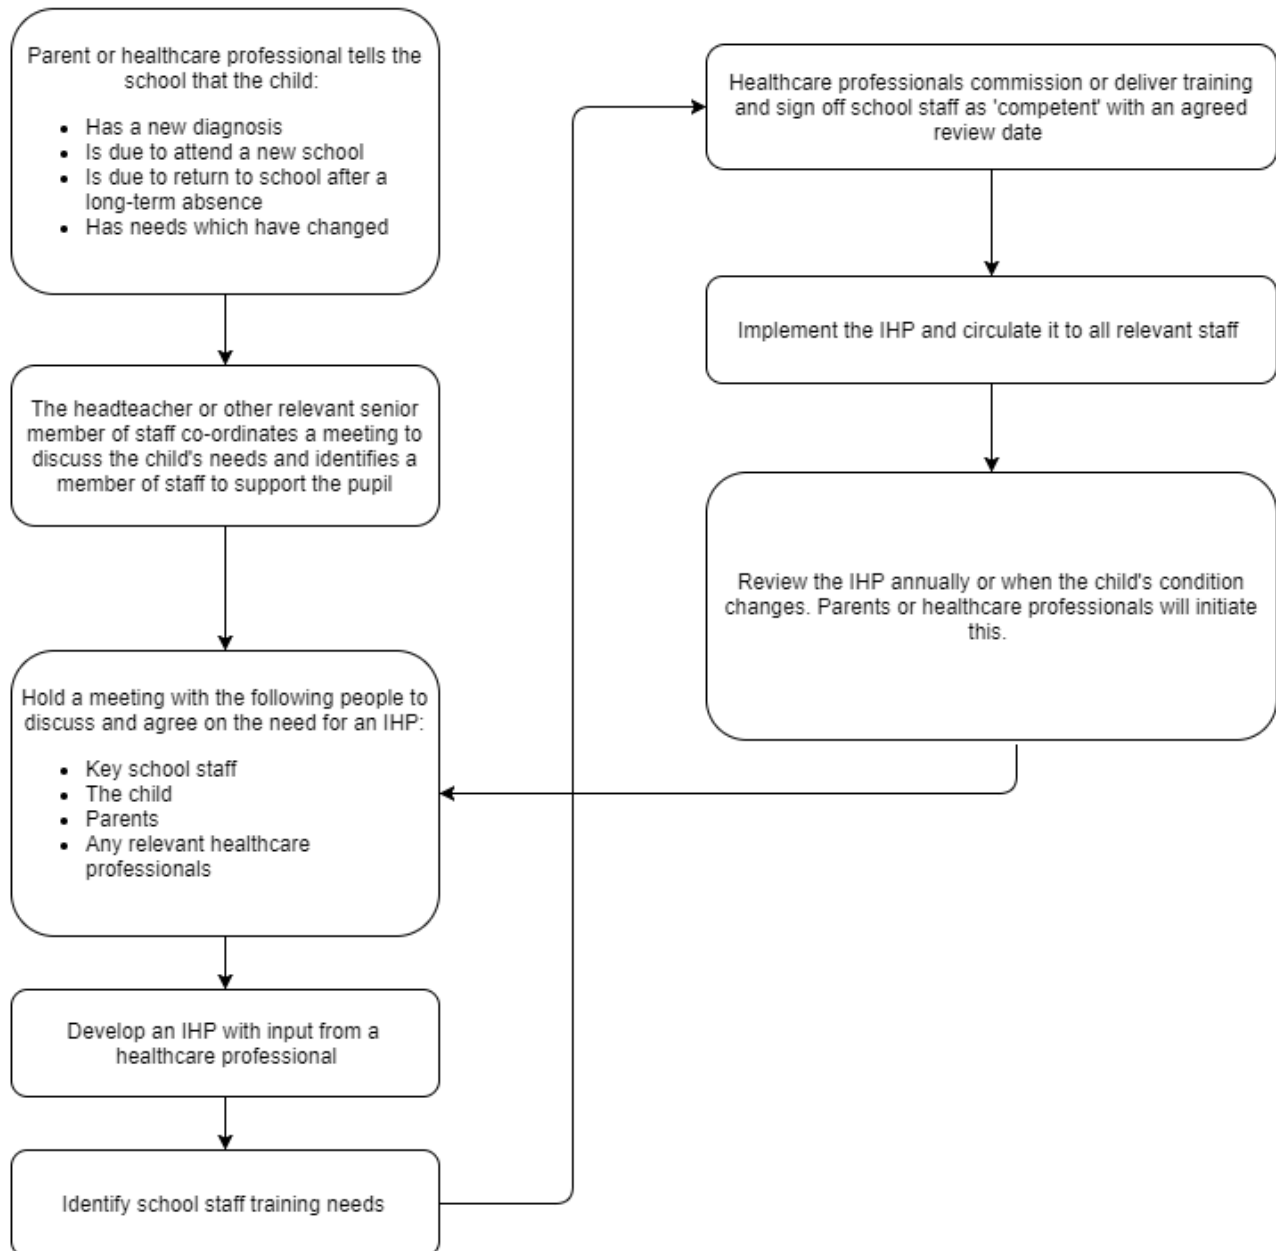 Parent or healthcare professional tells the
school that the child:
• Has a new diagnosis
• Is due to attend a new school
• Is due to return to school after a
long-term absence
• Has needs which have changed
The headteacher or other relevant senior
member of staff co-ordinates a meeting to
discuss the child's needs and identifies a
member of staff to support the pupil
Hold a meeting with the following people to
discuss and agree on the need for an IHP:
• Key school staff
• The child
• Parents
• Any relevant healthcare
professionals
Develop an IHP with input from a
healthcare professional
Identify school staff training needs
Healthcare professionals commission or deliver training
and sign off school staff as 'competent' with an agreed
review date
Implement the IHP and circulate it to all relevant staff
Review the IHP annually or when the child's condition
changes. Parents or healthcare professionals will initiate
this.